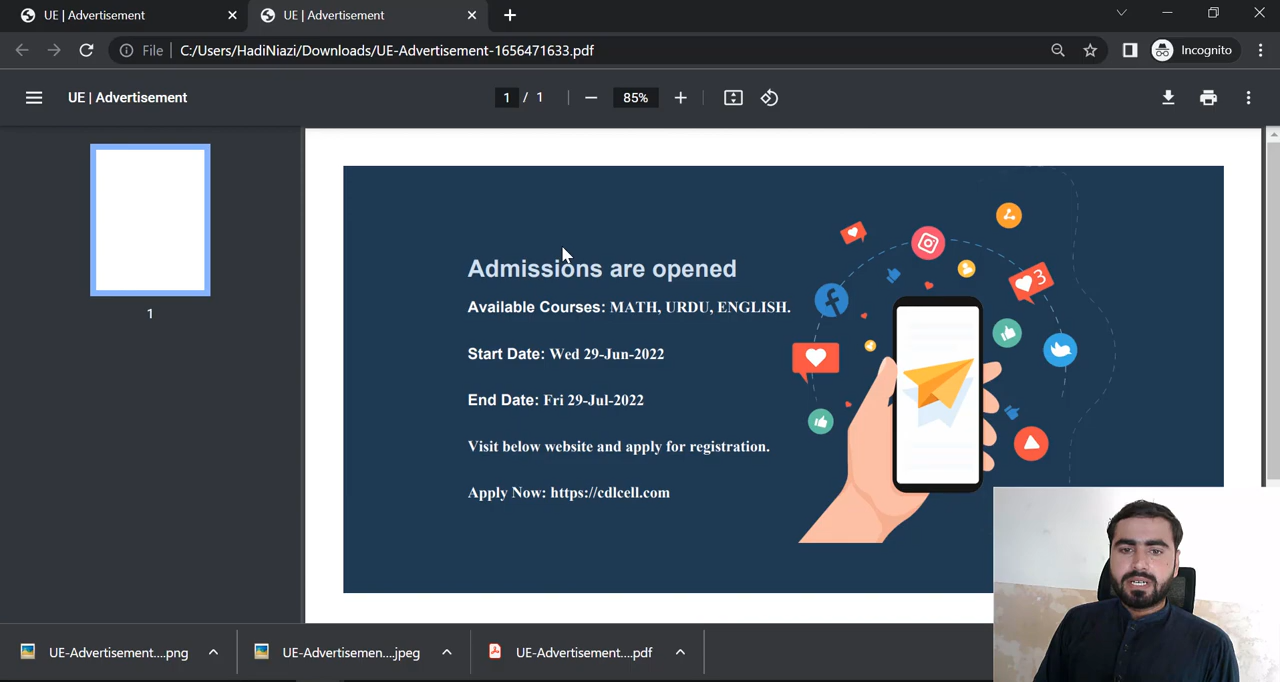 UE | Advertisement
UE | Advertisement
File
C:/Users/HadiNiazi/Downloads/UE-Advertisement-1656471633.pdf
Incognito
UE | Advertisement
1 / 1
85%
1
Admissions are opened
Available Courses: MATH, URDU, ENGLISH.
Start Date: Wed 29-Jun-2022
End Date: Fri 29-Jul-2022
Visit below website and apply for registration.
Apply Now: https://cdlcell.com
3
UE-Advertisement....png
UE-Advertisemen....jpeg
UE-Advertisement....pdf